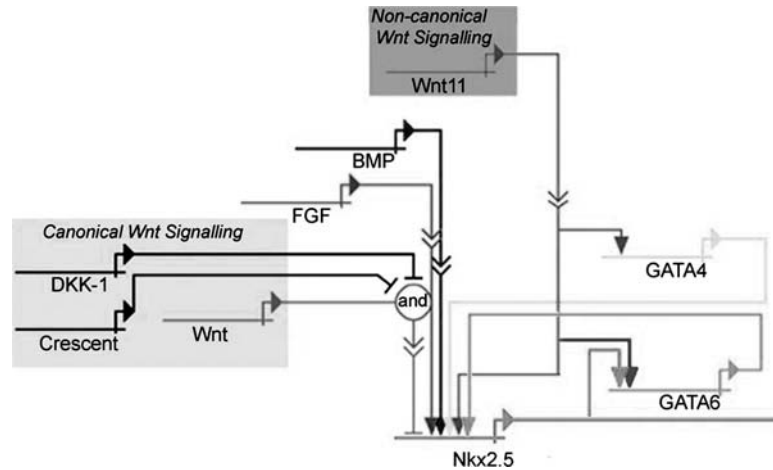 Non-canonical
Wnt Signalling
Wnt11
BMP
FGF
Canonical Wnt Signalling
DKK-1
GATA4
and
Crescent
Wnt
GATA6
Nkx2.5